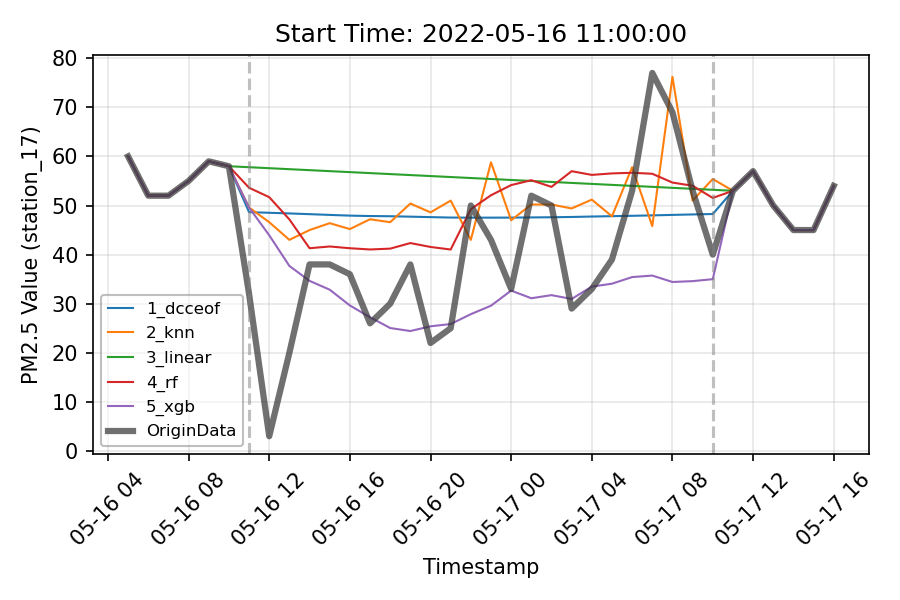 Start Time: 2022-05-16 11:00:00
PM2.5 Value (station_17)
80
70
60
50
40
30
20
10
0
1_dcceof
2_knn
3_linear
4_rf
5_xgb
OriginData
05-16 04
05-16 08
05-16 12
05-16 16
05-16 20
05-17 00
05-17 04
05-17 08
05-17 12
05-17 16
Timestamp